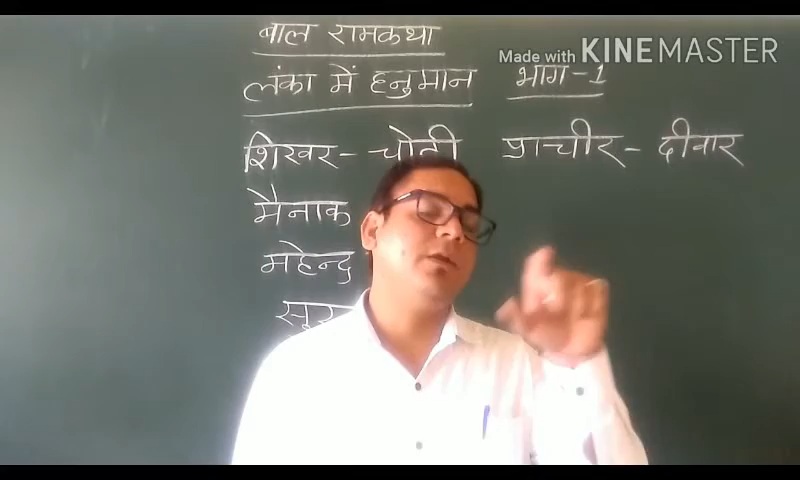 बाल रामकथा
Made with KINEMASTER
लंका में हनुमान भाग-1
शिखर - चोटी प्राचीर - दीवार
मैनाक
महेन्द्र